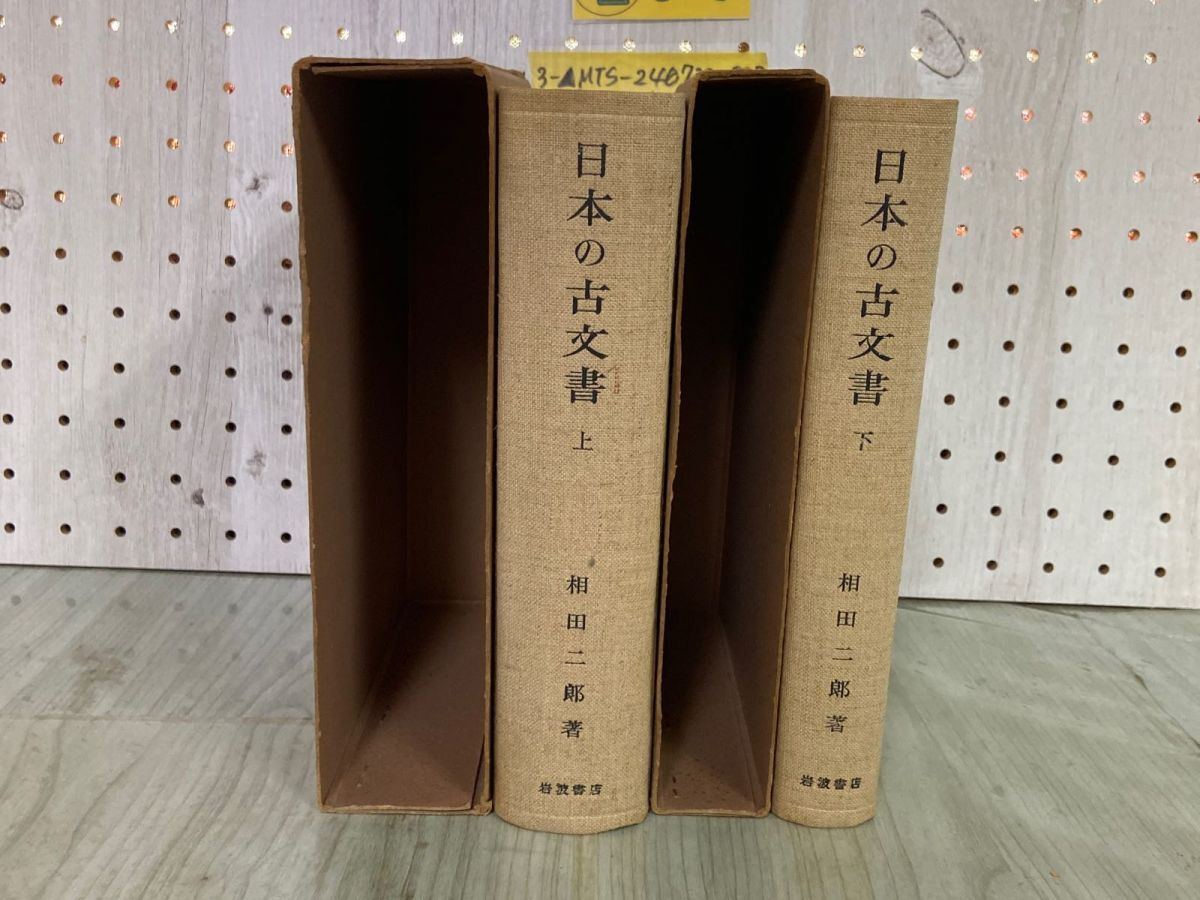 3-▲MTS-2407
日本の古文書 上
相田二郎著
岩波書店
日本の古文書 下
相田二郎著
岩波書店